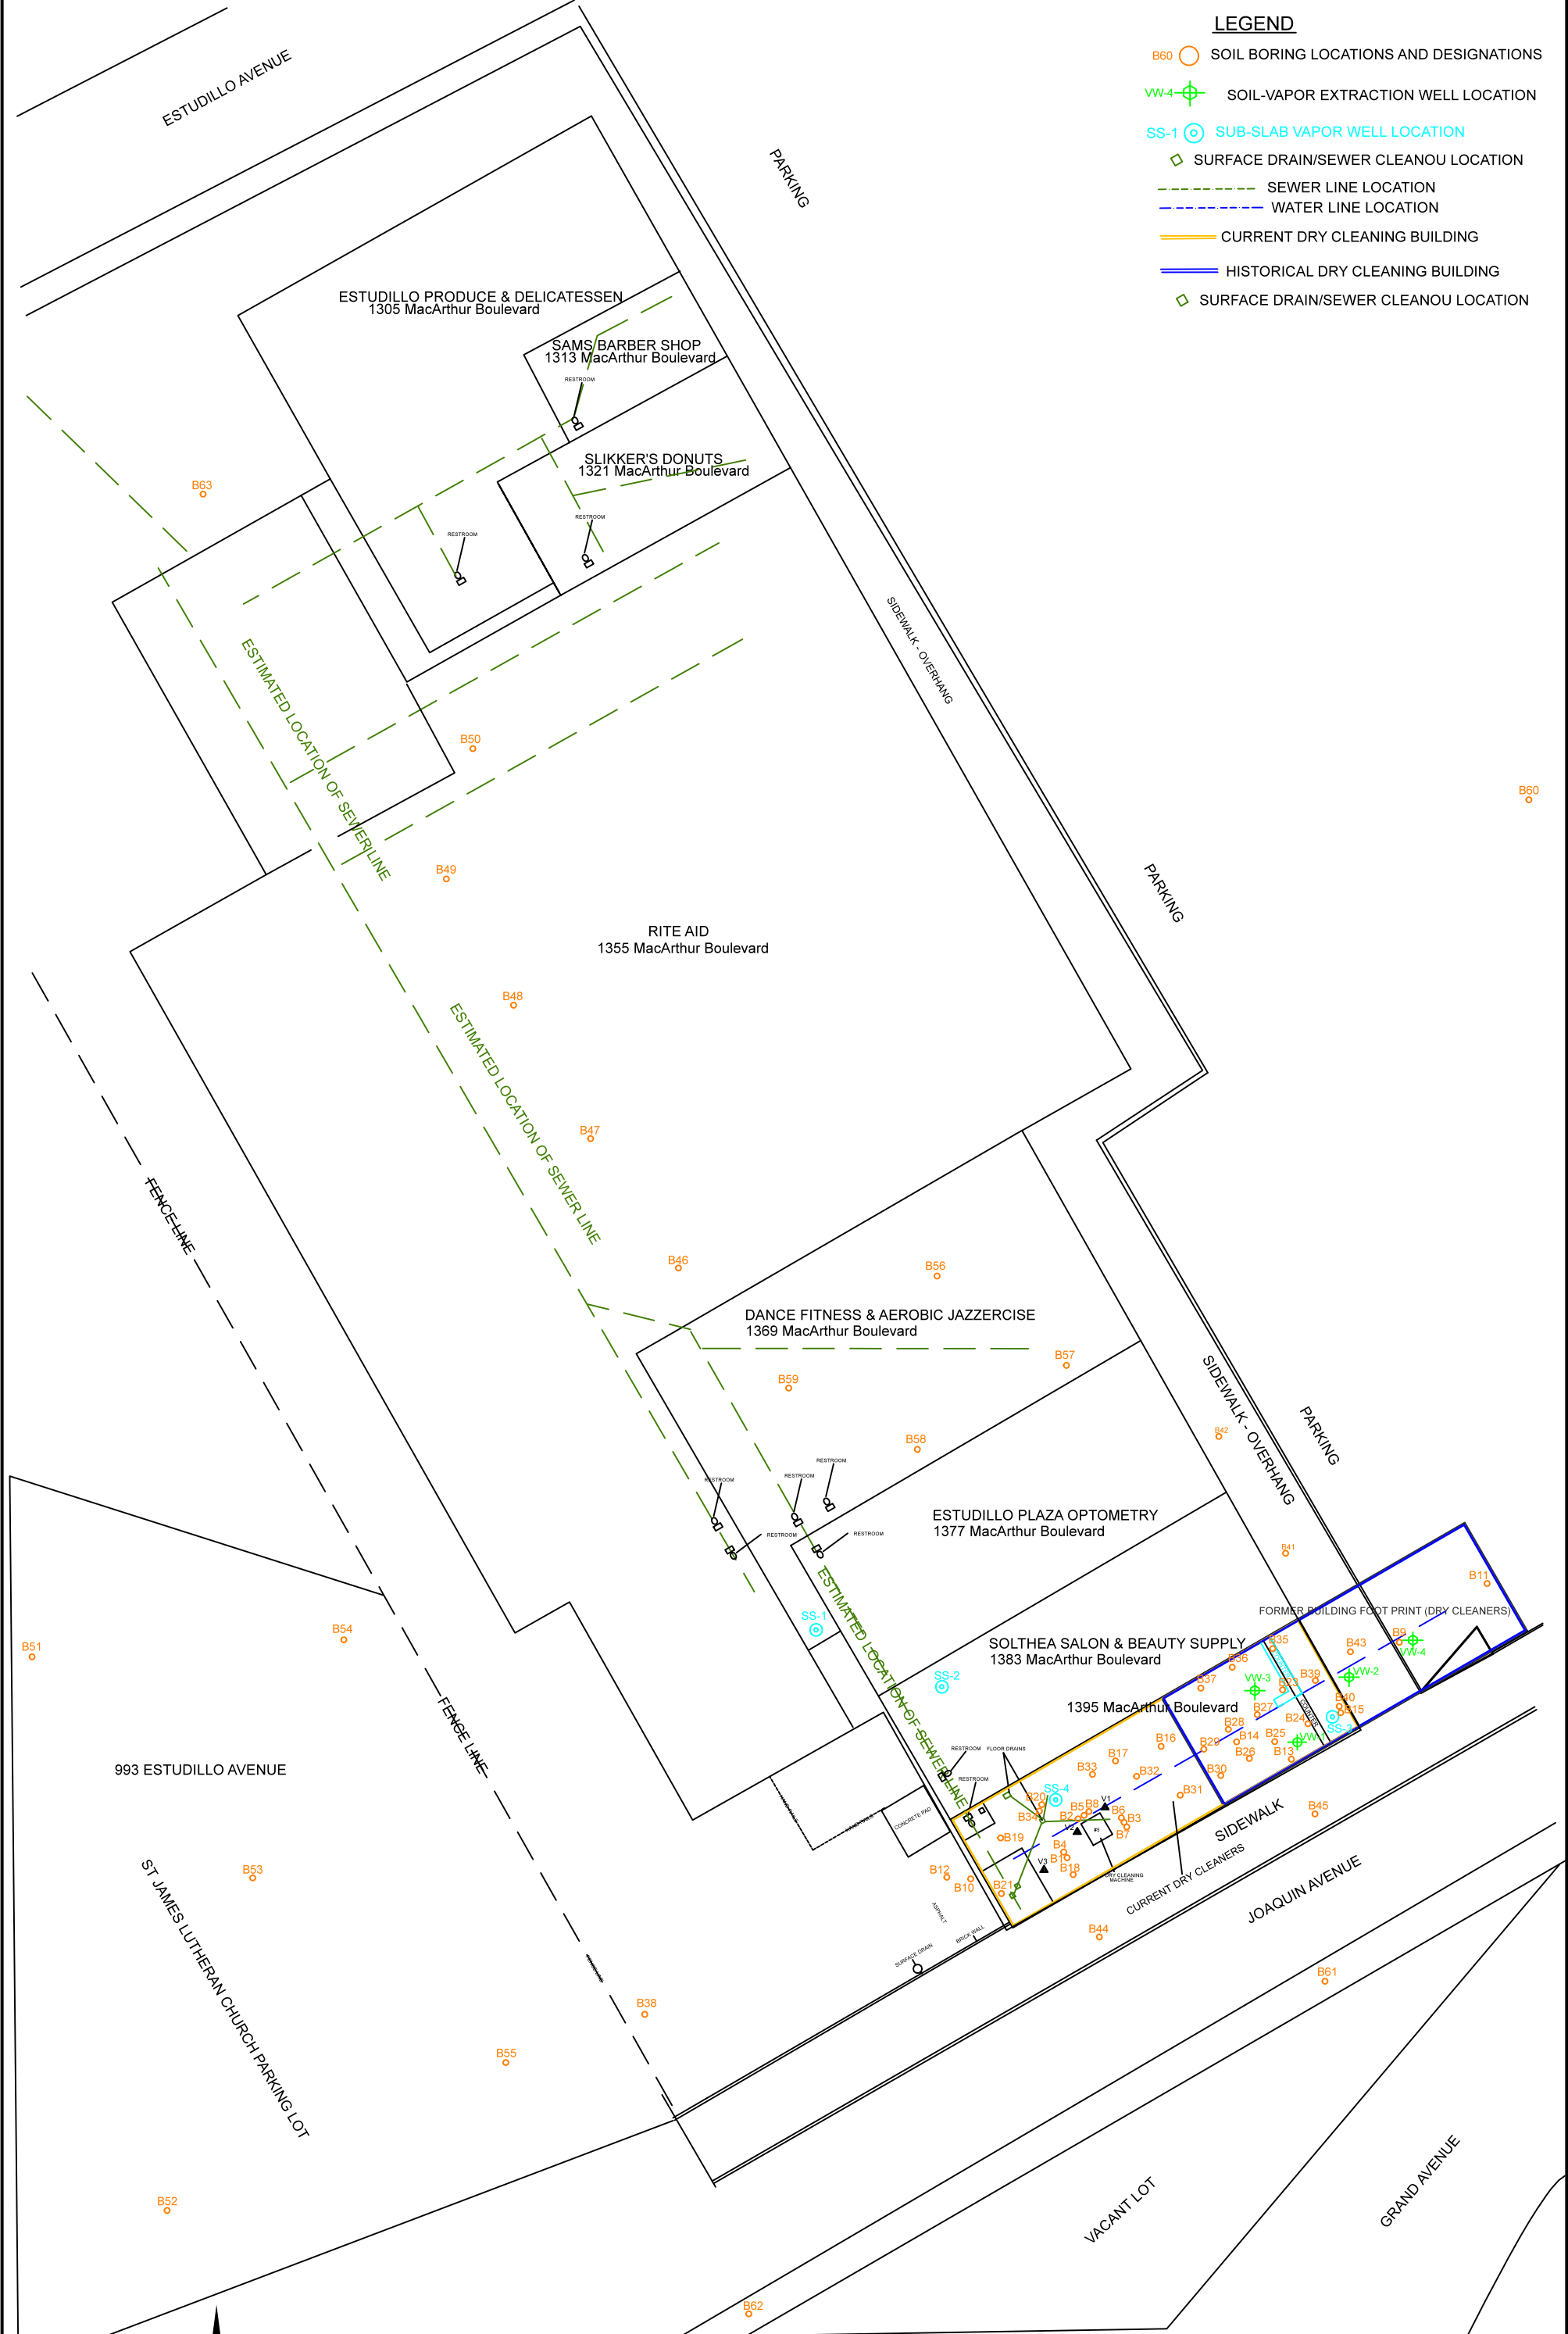 LEGEND
B60 SOIL BORING LOCATIONS AND DESIGNATIONS
VW-4 SOIL-VAPOR EXTRACTION WELL LOCATION
SS-1 SUB-SLAB VAPOR WELL LOCATION
SURFACE DRAIN/SEWER CLEANOU LOCATION
SEWER LINE LOCATION
WATER LINE LOCATION
CURRENT DRY CLEANING BUILDING
HISTORICAL DRY CLEANING BUILDING
SURFACE DRAIN/SEWER CLEANOU LOCATION
ESTUDILLO AVENUE
PARKING
ESTUDILLO PRODUCE & DELICATESSEN
1305 MacArthur Boulevard
SAMS BARBER SHOP
1313 MacArthur Boulevard
RESTROOM
SLIKKER'S DONUTS
1321 MacArthur Boulevard
B63
RESTROOM
RESTROOM
SIDEWALK - OVERHANG
ESTIMATED LOCATION OF SEWER LINE
B50
B60
B49
PARKING
RITE AID
1355 MacArthur Boulevard
B48
ESTIMATED LOCATION OF SEWER LINE
B47
FENCE LINE
B46
B56
DANCE FITNESS & AEROBIC JAZZERCISE
1369 MacArthur Boulevard
B57
B59
SIDEWALK - OVERHANG
PARKING
B42
B58
RESTROOM
RESTROOM
RESTROOM
ESTUDILLO PLAZA OPTOMETRY
1377 MacArthur Boulevard
RESTROOM
RESTROOM
B41
B11
ESTIMATED LOCATION OF SEWER LINE
SS-1
FORMER BUILDING FOOT PRINT (DRY CLEANERS)
B54
B51
SOLTHEA SALON & BEAUTY SUPPLY
1383 MacArthur Boulevard
B35
B43
B9
VW-4
B36
SS-2
B37
VW-3
B23
B39
VW-2
1395 MacArthur Boulevard
B27
B40
B15
COUNTER
B24
SS-3
B28
B14
B25
VW-1
B16
B29
B26
B13
FENCE LINE
RESTROOM
FLOOR DRAINS
B17
B33
B32
B30
993 ESTUDILLO AVENUE
RESTROOM
SS-4
B31
B20
B34
B2
B5
B8
V1
B6
B3
B7
V2
B45
SIDEWALK
CONCRETE PAD
B19
B4
B1
V3
B18
DRY CLEANING
MACHINE
CURRENT DRY CLEANERS
B12
B10
B21
B53
ST JAMES LUTHERAN CHURCH PARKING LOT
ASPHALT
BRICK WALL
SURFACE DRAIN
B44
JOAQUIN AVENUE
B61
B38
B55
B52
VACANT LOT
GRAND AVENUE
B62